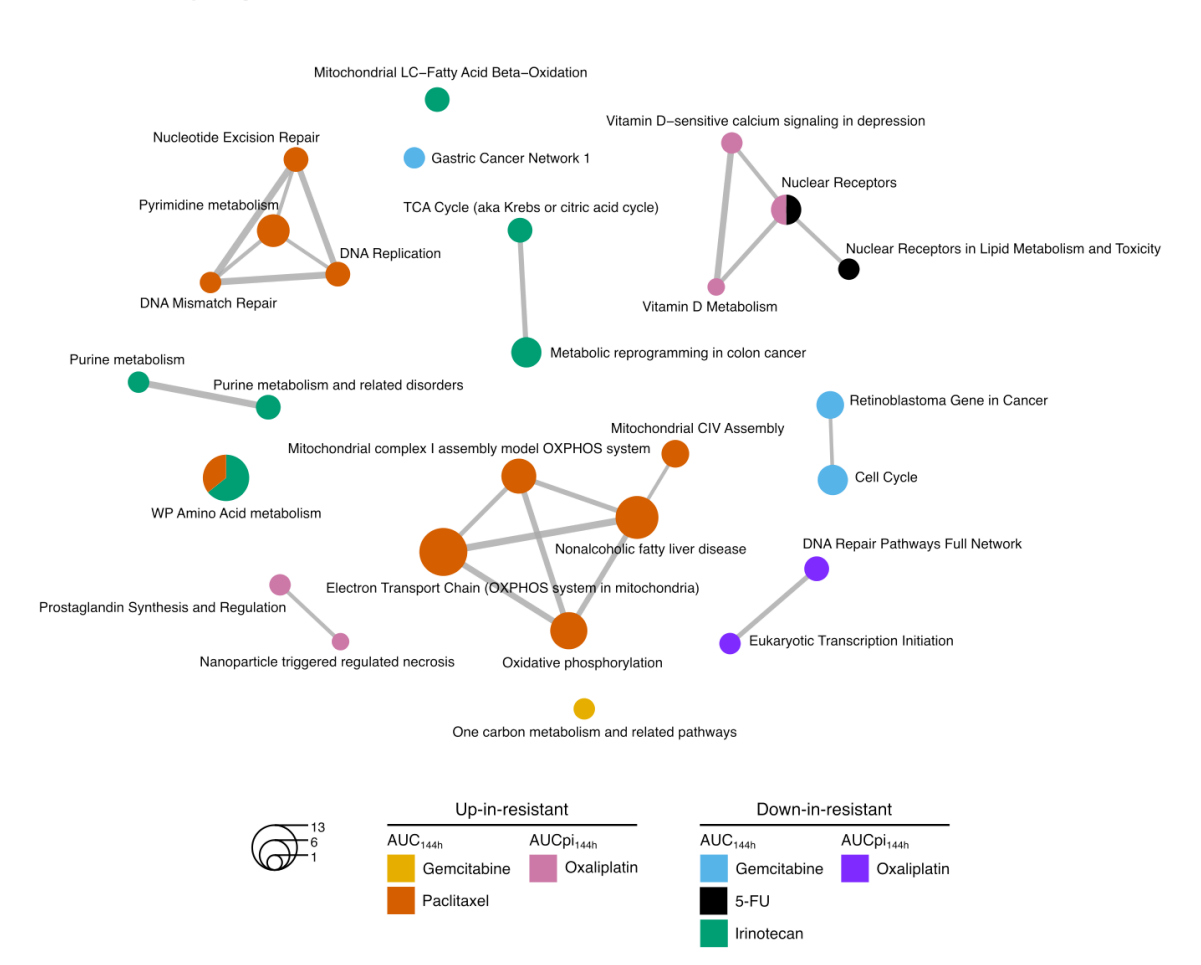 Mitochondrial LC−Fatty Acid Beta−Oxidation
Vitamin D−sensitive calcium signaling in depression
Nucleotide Excision Repair
Gastric Cancer Network 1
Nuclear Receptors
Pyrimidine metabolism
TCA Cycle (aka Krebs or citric acid cycle)
DNA Replication
Nuclear Receptors in Lipid Metabolism and Toxicity
DNA Mismatch Repair
Vitamin D Metabolism
Metabolic reprogramming in colon cancer
Purine metabolism
Purine metabolism and related disorders
Retinoblastoma Gene in Cancer
Mitochondrial CIV Assembly
Mitochondrial complex I assembly model OXPHOS system
Cell Cycle
WP Amino Acid metabolism
DNA Repair Pathways Full Network
Nonalcoholic fatty liver disease
Electron Transport Chain (OXPHOS system in mitochondria)
Prostaglandin Synthesis and Regulation
Eukaryotic Transcription Initiation
Nanoparticle triggered regulated necrosis
Oxidative phosphorylation
One carbon metabolism and related pathways
13
6
1
Up-in-resistant
AUC144h
AUCpi144h
Gemcitabine
Oxaliplatin
Paclitaxel
Down-in-resistant
AUC144h
AUCpi144h
Gemcitabine
Oxaliplatin
5-FU
Irinotecan